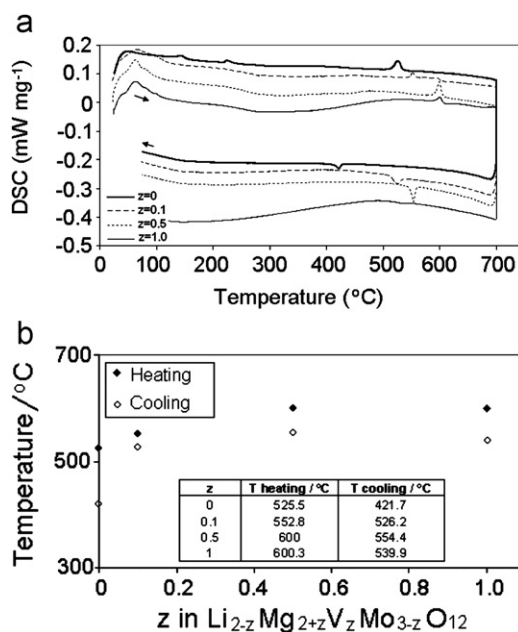 a
0.2
0.1
0
-0.1
-0.2
-0.3
-0.4
-0.5
DSC (mW mg-1)
z=0
z=0.1
z=0.5
z=1.0
0 100 200 300 400 500 600 700
Temperature (°C)
b
700
500
300
Temperature/°C
Heating
Cooling
z T heating / °C T cooling / °C
0 525.5 421.7
0.1 552.8 526.2
0.5 600 554.4
1 600.3 539.9
0 0.2 0.4 0.6 0.8 1.0
z in Li2-zMg2+zVzMo3-zO12